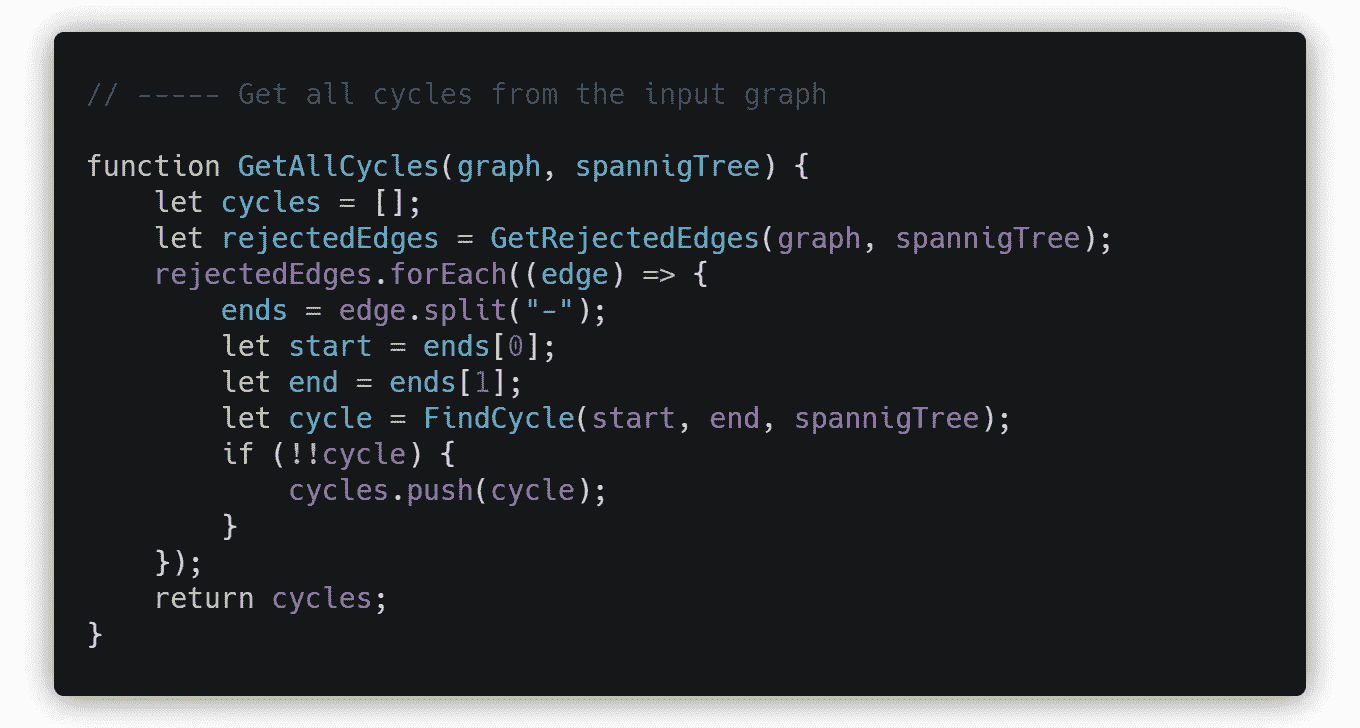 // ----- Get all cycles from the input graph
function GetAllCycles(graph, spannigTree) {
    let cycles = [];
    let rejectedEdges = GetRejectedEdges(graph, spannigTree);
    rejectedEdges.forEach((edge) => {
        ends = edge.split("-");
        let start = ends[0];
        let end = ends[1];
        let cycle = FindCycle(start, end, spannigTree);
        if (!!cycle) {
            cycles.push(cycle);
        }
    });
    return cycles;
}